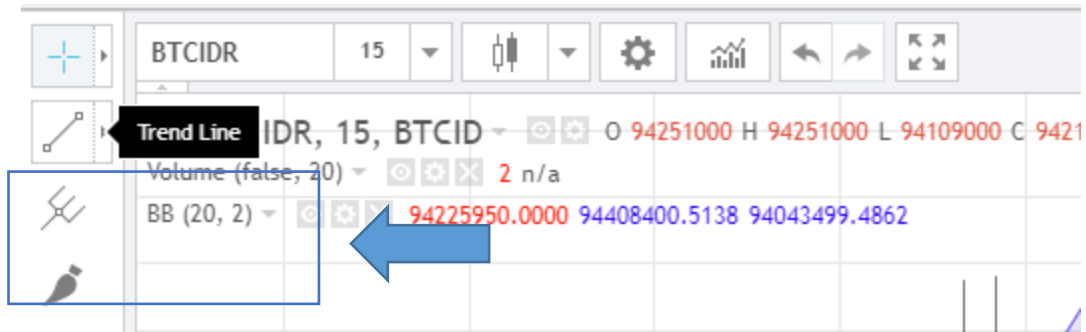 BTCIDR 15
Trend Line IDR, 15, BTCID O 94251000 H 94251000 L 94109000 C 9421
Volume (false, 20) 2 n/a
BB (20, 2) 94225950.0000 94408400.5138 94043499.4862